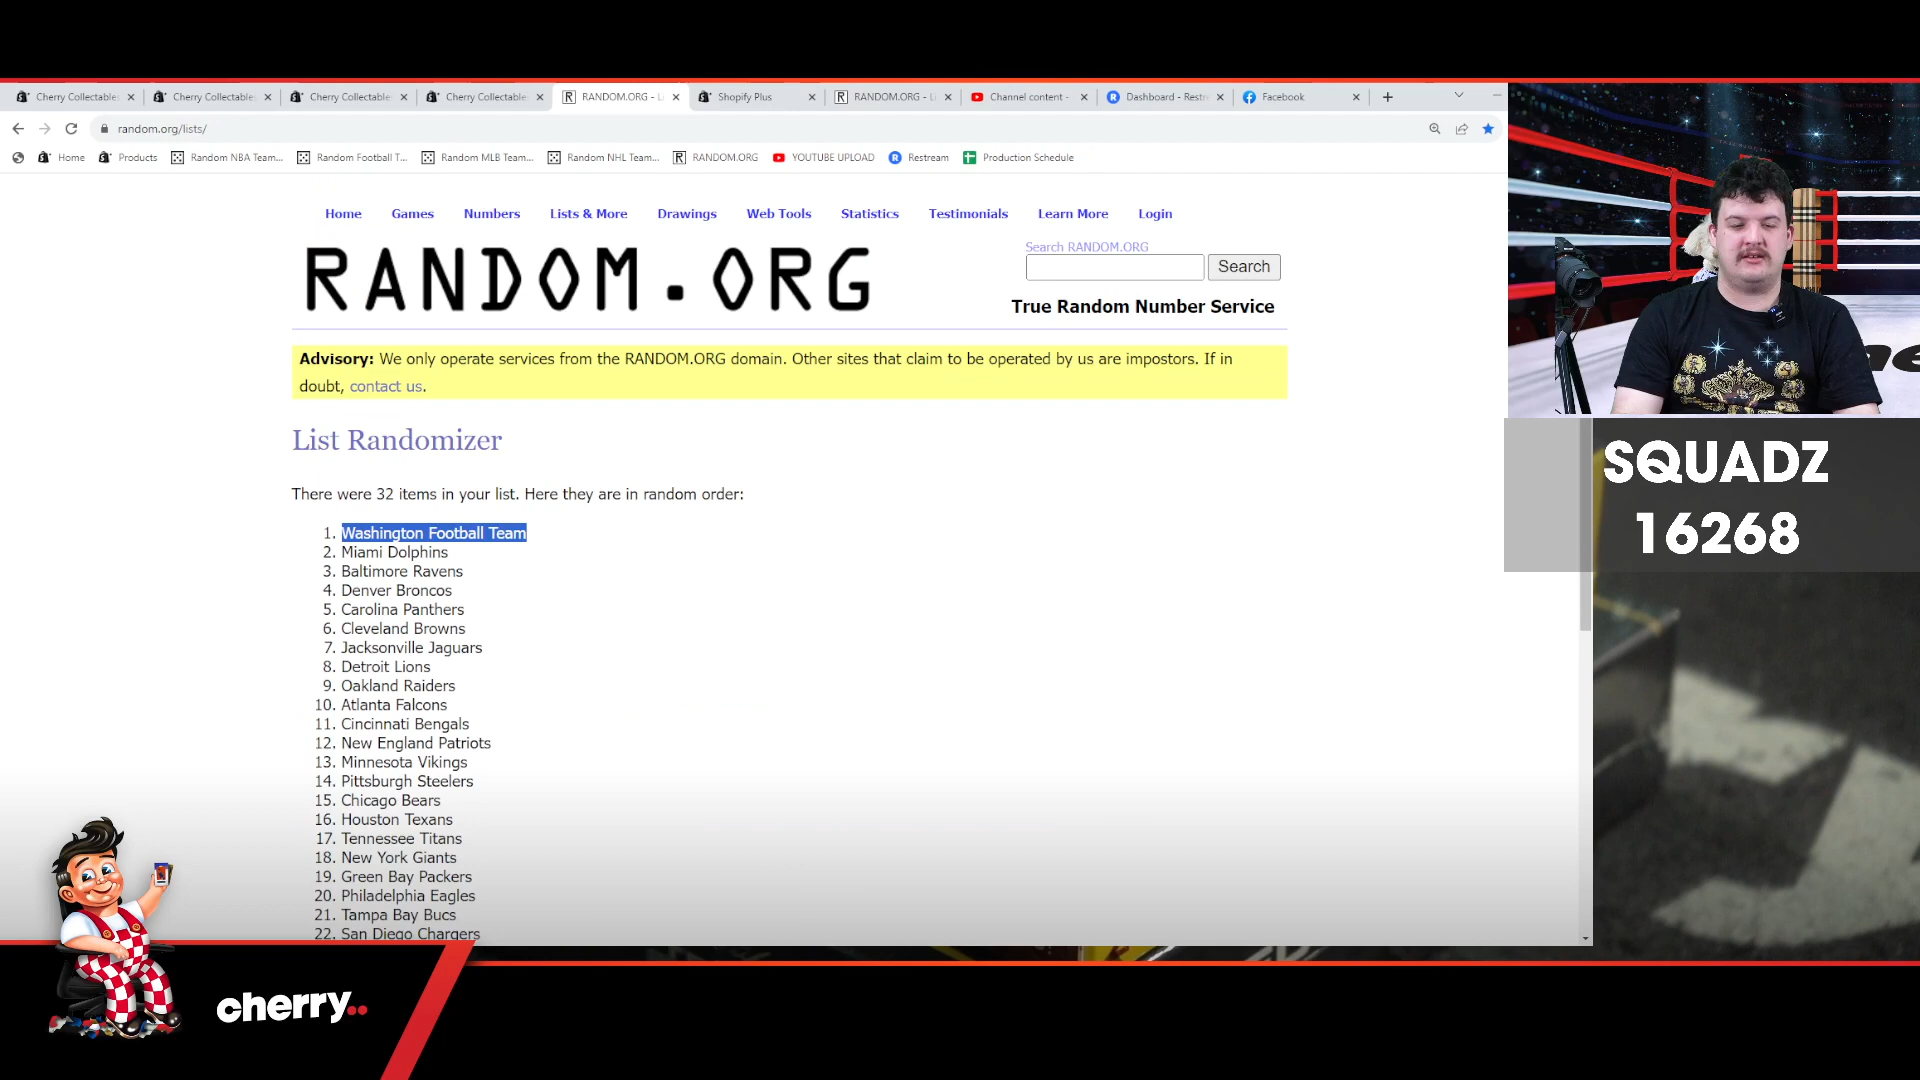 Cherry Collectables
Cherry Collectables
Cherry Collectable
Cherry Collectable
RANDOM.ORG - L
Shopify Plus
RANDOM.ORG - Li
Channel content -
Dashboard - Restr
Facebook
random.org/lists/
Home
Products
Random NBA Team...
Random Football T...
Random MLB Team...
Random NHL Team...
RANDOM.ORG
YOUTUBE UPLOAD
Restream
Production Schedule
Home Games Numbers Lists & More Drawings Web Tools Statistics Testimonials Learn More Login
RANDOM.ORG
Search RANDOM.ORG
Search
True Random Number Service
Advisory: We only operate services from the RANDOM.ORG domain. Other sites that claim to be operated by us are impostors. If in
doubt, contact us.
List Randomizer
There were 32 items in your list. Here they are in random order:
1. Washington Football Team
2. Miami Dolphins
3. Baltimore Ravens
4. Denver Broncos
5. Carolina Panthers
6. Cleveland Browns
7. Jacksonville Jaguars
8. Detroit Lions
9. Oakland Raiders
10. Atlanta Falcons
11. Cincinnati Bengals
12. New England Patriots
13. Minnesota Vikings
14. Pittsburgh Steelers
15. Chicago Bears
16. Houston Texans
17. Tennessee Titans
18. New York Giants
19. Green Bay Packers
20. Philadelphia Eagles
21. Tampa Bay Bucs
22. San Diego Chargers
SQUADZ
16268
cherry..